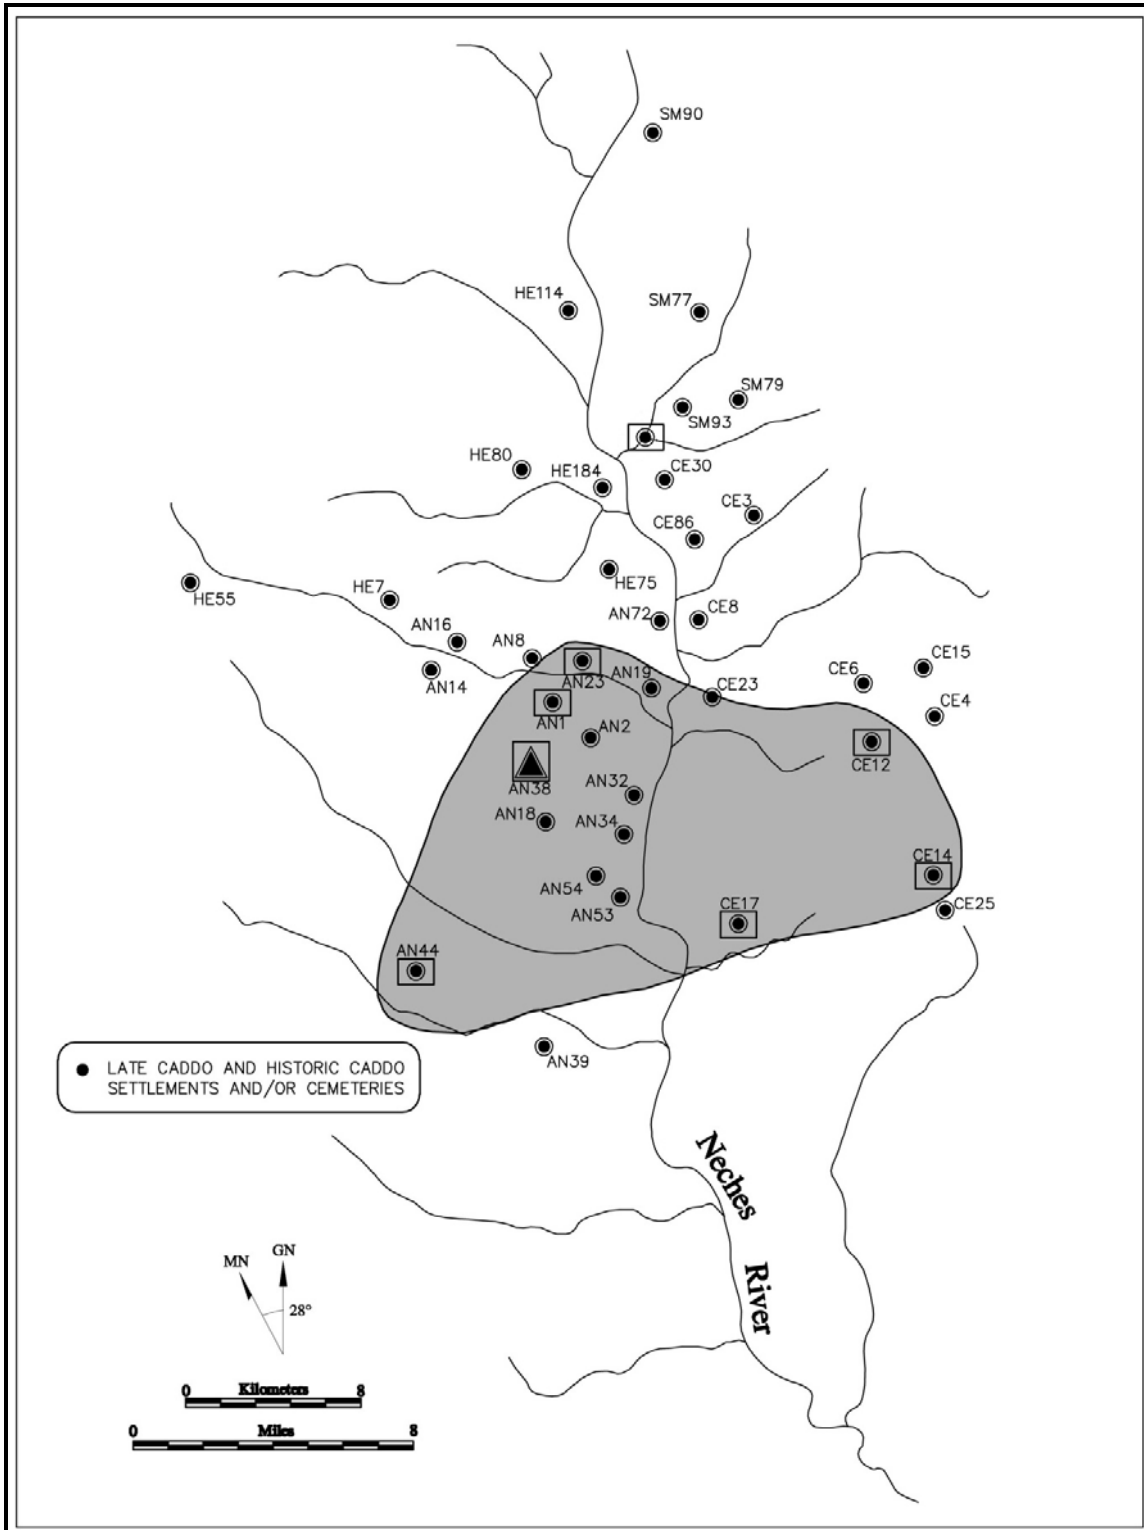 SM90
HE114
SM77
SM79
SM93
HE80
CE30
HE184
CE3
CE86
HE75
HE55
HE7
AN72
CE8
AN16
AN8
CE15
AN14
AN23
AN19
CE23
CE6
CE4
AN1
AN2
CE12
AN38
AN32
AN18
AN34
CE14
AN54
AN53
CE17
CE25
AN44
AN39
LATE CADDO AND HISTORIC CADDO
SETTLEMENTS AND/OR CEMETERIES
Neches
River
MN
GN
28°
0 Kilometers 8
0 Miles 8